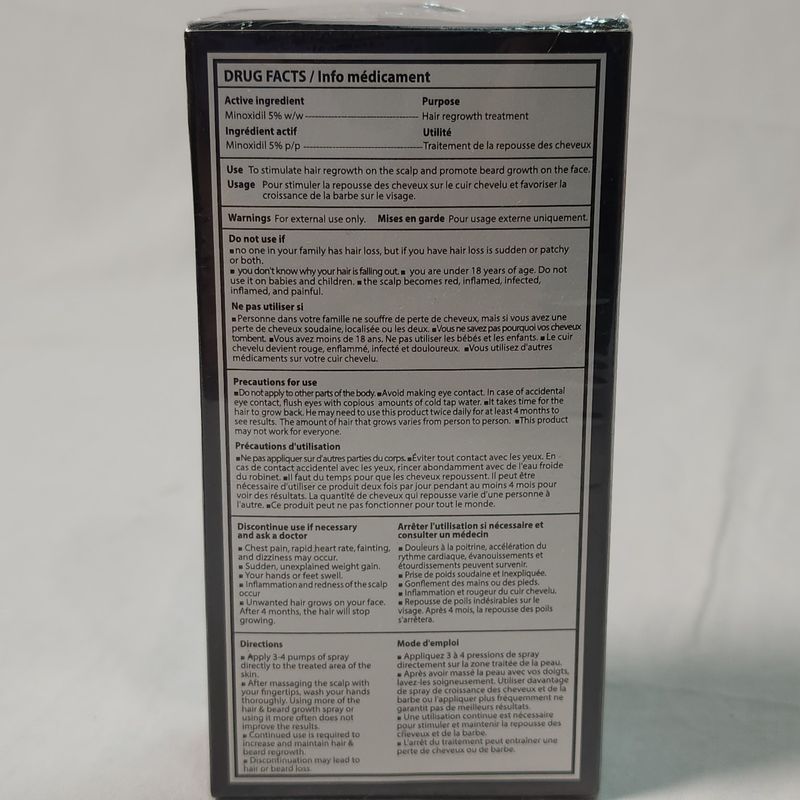 DRUG FACTS / Info médicament
Active ingredient Purpose
Minoxidil 5% w/w Hair regrowth treatment
Ingrédient actif Utilité
Minoxidil 5% p/p Traitement de la repousse des cheveux
Use To stimulate hair regrowth on the scalp and promote beard growth on the face.
Usage Pour stimuler la repousse des cheveux sur le cuir chevelu et favoriser la
croissance de la barbe sur le visage.
Warnings For external use only. Mises en garde Pour usage externe uniquement.
Do not use if
▪no one in your family has hair loss, but if you have hair loss is sudden or patchy
or both.
▪ you don't know why your hair is falling out. ▪ you are under 18 years of age. Do not
use it on babies and children. ▪ the scalp becomes red, inflamed, infected,
inflamed, and painful.
Ne pas utiliser si
▪Personne dans votre famille ne souffre de perte de cheveux, mais si vous avez une
perte de cheveux soudaine, localisée ou les deux. ▪Vous ne savez pas pourquoi vos cheveux
tombent. ▪Vous avez moins de 18 ans. Ne pas utiliser les bébés et les enfants. ▪Le cuir
chevelu devient rouge, enflammé, infecté et douloureux. ▪Vous utilisez d'autres
médicaments sur votre cuir chevelu.
Precautions for use
▪Do not apply to other parts of the body. ▪Avoid making eye contact. In case of accidental
eye contact, flush eyes with copious amounts of cold tap water. ▪It takes time for the
hair to grow back. He may need to use this product twice daily for at least 4 months to
see results. The amount of hair that grows varies from person to person. ▪This product
may not work for everyone.
Précautions d'utilisation
▪Ne pas appliquer sur d'autres parties du corps. ▪Éviter tout contact avec les yeux. En
cas de contact accidentel avec les yeux, rincer abondamment avec de l'eau froide
du robinet. ▪Il faut du temps pour que les cheveux repoussent. Il peut être
nécessaire d'utiliser ce produit deux fois par jour pendant au moins 4 mois pour
voir des résultats. La quantité de cheveux qui repousse varie d'une personne à
l'autre. ▪Ce produit peut ne pas fonctionner pour tout le monde.
Discontinue use if necessary
and ask a doctor
▪ Chest pain, rapid heart rate, fainting,
and dizziness may occur.
▪ Sudden, unexplained weight gain.
▪ Your hands or feet swell.
▪ Inflammation and redness of the scalp
occur
▪ Unwanted hair grows on your face.
After 4 months, the hair will stop
growing.
Arrêter l'utilisation si nécessaire et
consulter un médecin
▪ Douleurs à la poitrine, accélération du
rythme cardiaque, évanouissements et
étourdissements peuvent survenir.
▪ Prise de poids soudaine et inexpliquée.
▪ Gonflement des mains ou des pieds.
▪ Inflammation et rougeur du cuir chevelu.
▪ Repousse de poils indésirables sur le
visage. Après 4 mois, la repousse des poils
s'arrêtera.
Directions
▪ Apply 3-4 pumps of spray
directly to the treated area of the
skin.
▪ After massaging the scalp with
your fingertips, wash your hands
thoroughly. Using more of the
hair & beard growth spray or
using it more often does not
improve the results.
▪ Continued use is required to
increase and maintain hair &
beard regrowth.
▪ Discontinuation may lead to
hair or beard loss.
Mode d'emploi
▪ Appliquez 3 à 4 pressions de spray
directement sur la zone traitée de la peau.
▪ Après avoir massé la peau avec vos doigts,
lavez-les soigneusement. Utiliser davantage
de spray de croissance des cheveux et de la
barbe ou l'appliquer plus fréquemment ne
garantit pas de meilleurs résultats.
▪ Une utilisation continue est nécessaire
pour stimuler et maintenir la repousse des
cheveux et de la barbe.
▪ L'arrêt du traitement peut entraîner une
perte de cheveux ou de barbe.